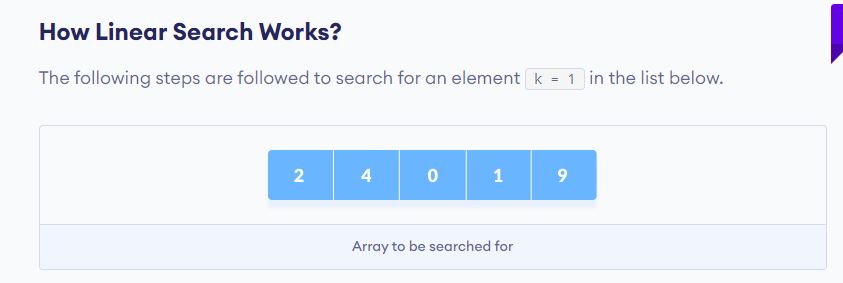 How Linear Search Works?
The following steps are followed to search for an element k = 1 in the list below.
2 4 0 1 9
Array to be searched for